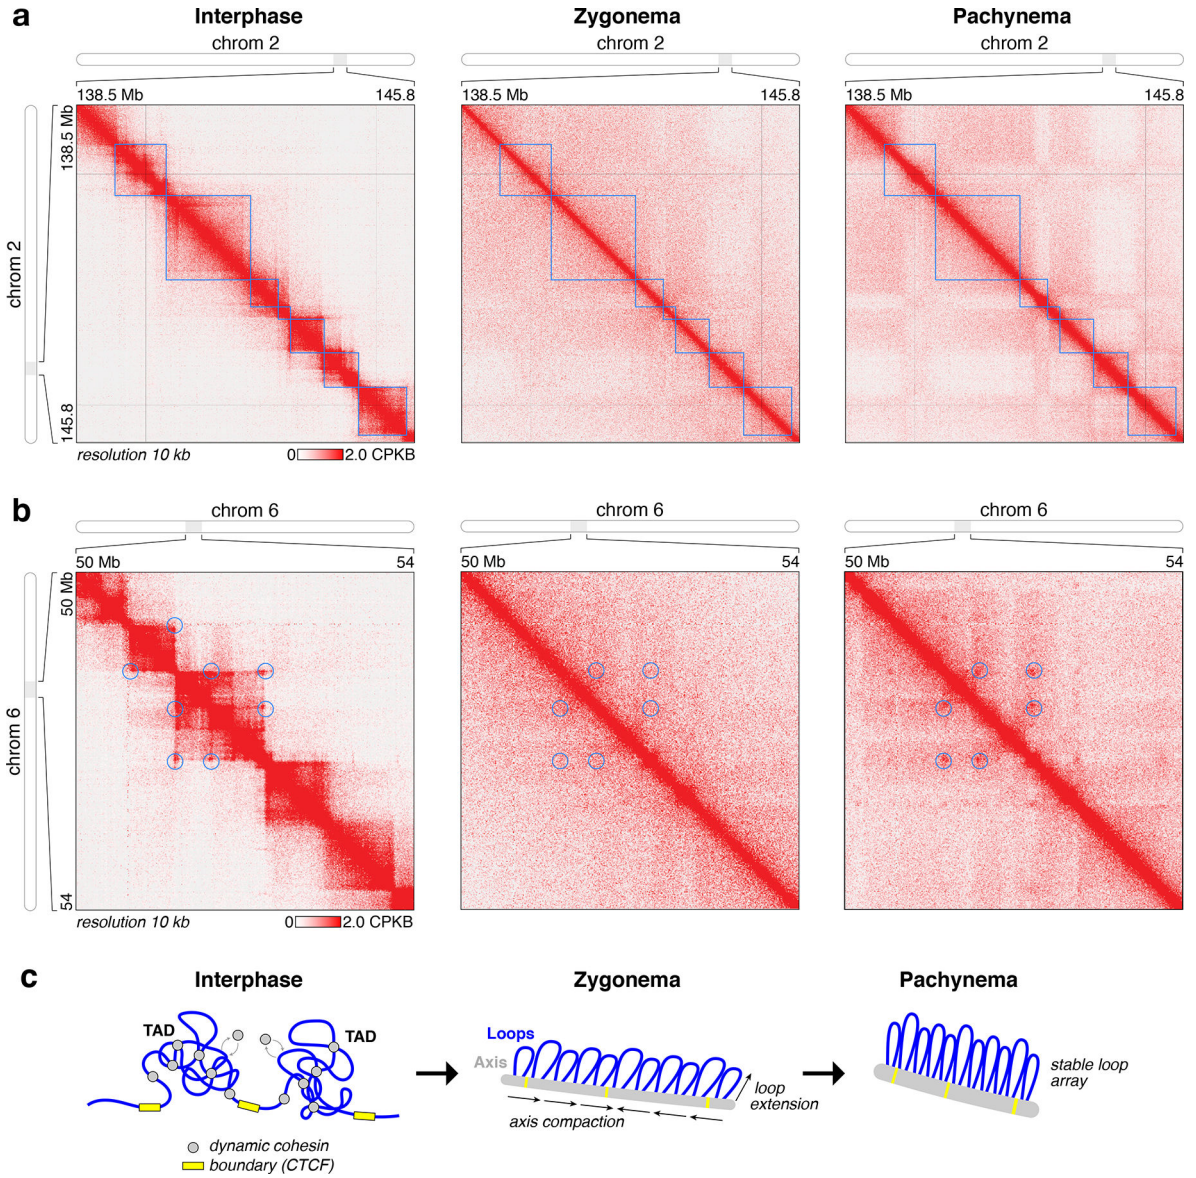 a
Interphase
Zygonema
Pachynema
chrom 2
chrom 2
chrom 2
138.5 Mb
145.8
138.5 Mb
145.8
138.5 Mb
145.8
138.5 Mb
chrom 2
145.8
resolution 10 kb
0
2.0 CPKB
b
chrom 6
chrom 6
chrom 6
50 Mb
54
50 Mb
54
50 Mb
54
50 Mb
chrom 6
54
resolution 10 kb
0
2.0 CPKB
c
Interphase
Zygonema
Pachynema
TAD
TAD
Loops
Axis
loop
extension
axis compaction
stable loop
array
dynamic cohesin
boundary (CTCF)